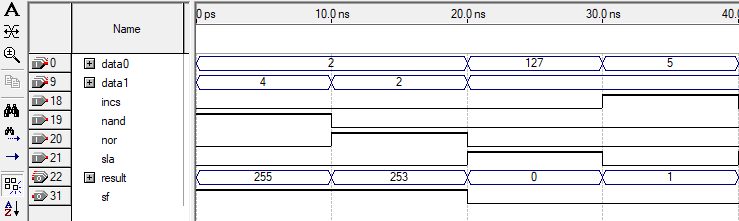 A Name 0 ps 10.0 ns 20.0 ns 30.0 ns 40.
0 data0 2 127 5
9 data1 4 2
18 incs
19 nand
20 nor
21 sla
22 result 255 253 0 1
31 sf
A
Z